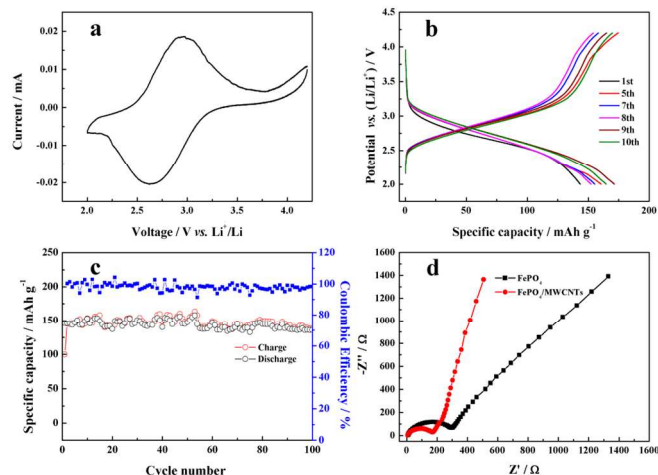 a
Current / mA
0.02
0.01
0.00
-0.01
-0.02
2.0 2.5 3.0 3.5 4.0
Voltage / V vs. Li⁺/Li
b
Potential vs. (Li/Li⁺) / V
4.0
3.5
3.0
2.5
2.0
1st
5th
7th
8th
9th
10th
0 25 50 75 100 125 150 175 200
Specific capacity / mAh g⁻¹
c
Specific capacity / mAh g⁻¹
250
200
150
100
50
0
Charge
Discharge
120
100
80
60
40
20
0
Coulombic Efficiency / %
0 20 40 60 80 100
Cycle number
d
-Z'' / Ω
1600
1400
1200
1000
800
600
400
200
0
FePO₄
FePO₄/MWCNTs
0 200 400 600 800 1000 1200 1400 1600
Z' / Ω